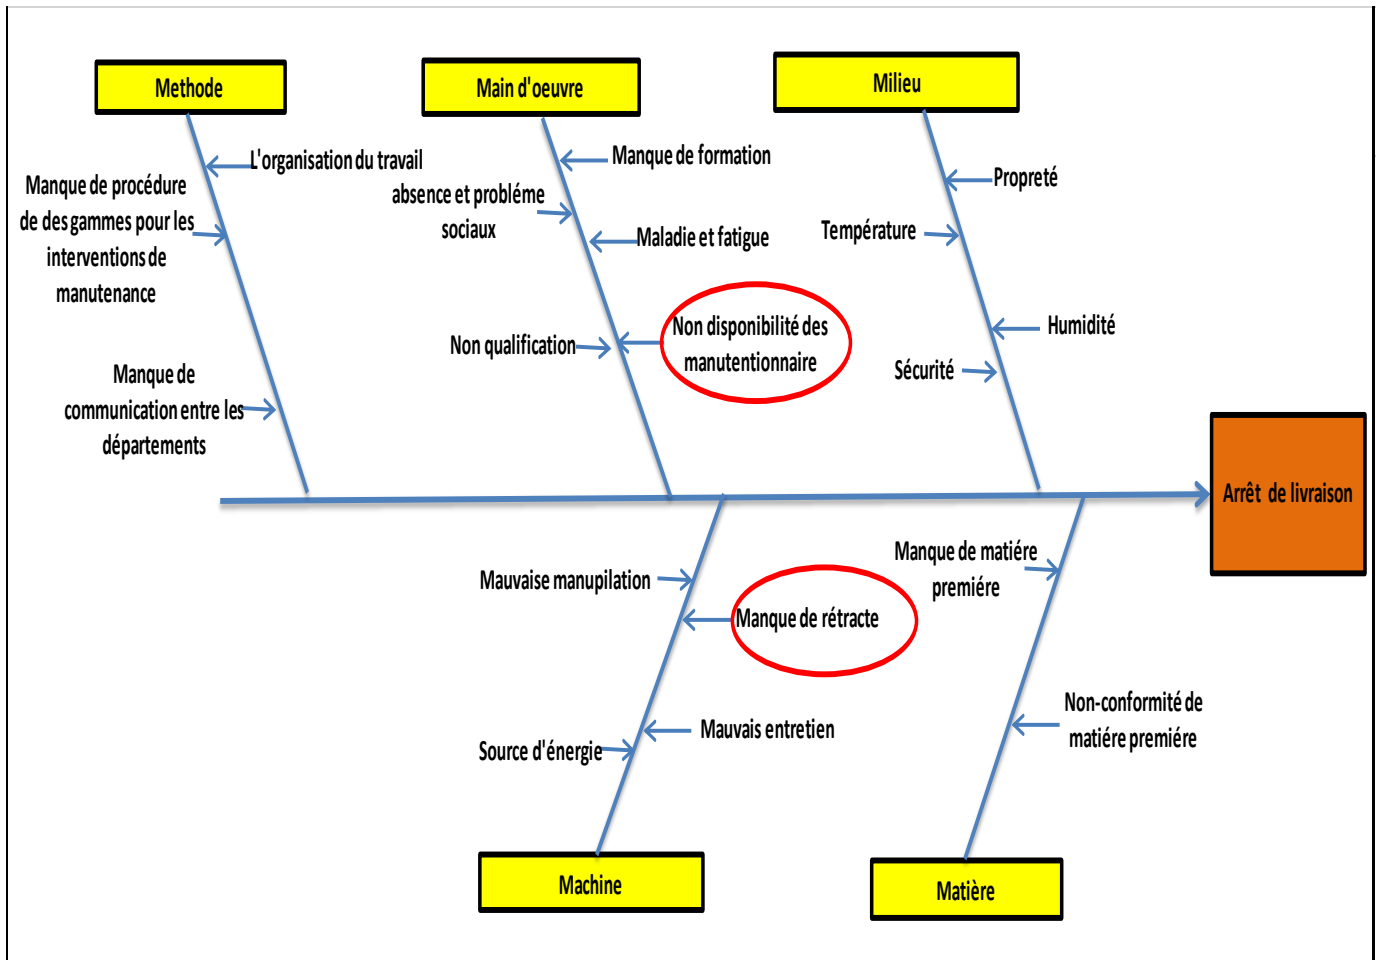 Methode
Main d'oeuvre
Milieu
L'organisation du travail
Manque de procédure
de des gammes pour les
interventions de
manutenance
Manque de
communication entre les
départements
Manque de formation
absence et probléme
sociaux
Maladie et fatigue
Non qualification
Non disponibilité des
manutentionnaire
Propreté
Température
Humidité
Sécurité
Arrêt de livraison
Mauvaise manupilation
Manque de rétracte
Mauvais entretien
Source d'énergie
Manque de matiére
premiére
Non-conformité de
matiére premiére
Machine
Matière